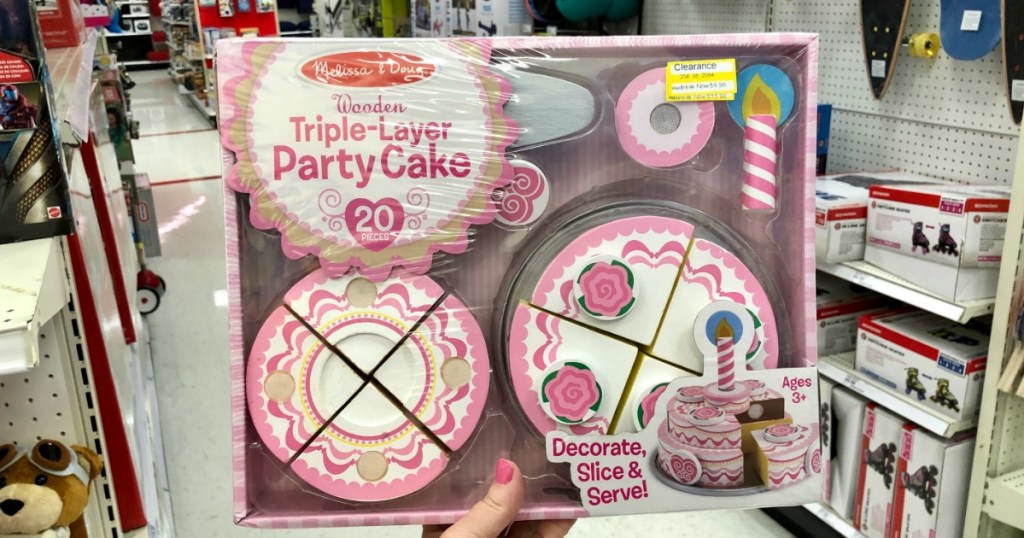 Melissa & Doug
Wooden
Triple-Layer
Party Cake
20
PIECES
Clearance
Ages
3+
Decorate,
Slice &
Serve!